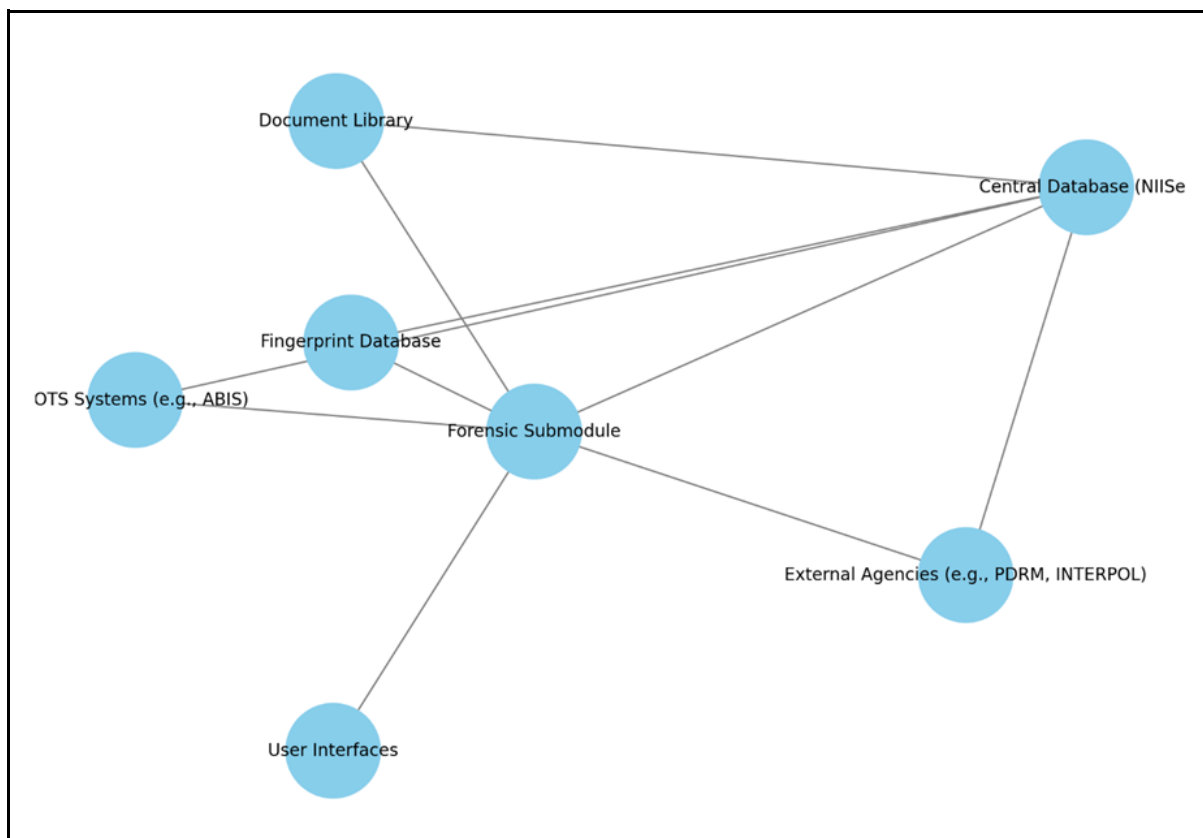 Document Library
Central Database (NIISe
Fingerprint Database
OTS Systems (e.g., ABIS)
Forensic Submodule
External Agencies (e.g., PDRM, INTERPOL)
User Interfaces